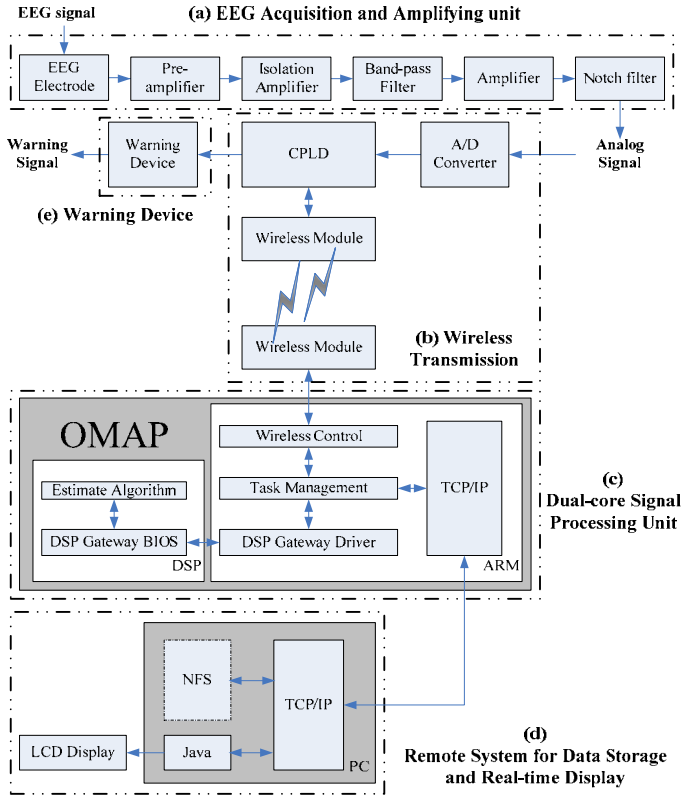 (a) EEG Acquisition and Amplifying unit
EEG signal
EEG
Electrode
Pre-
amplifier
Isolation
Amplifier
Band-pass
Filter
Amplifier
Notch filter
Warning
Signal
Warning
Device
CPLD
A/D
Converter
Analog
Signal
(e) Warning Device
Wireless Module
Wireless Module
(b) Wireless
Transmission
OMAP
Wireless Control
Estimate Algorithm
Task Management
TCP/IP
DSP Gateway BIOS
DSP Gateway Driver
DSP
ARM
(c)
Dual-core Signal
Processing Unit
NFS
TCP/IP
LCD Display
Java
PC
(d)
Remote System for Data Storage
and Real-time Display